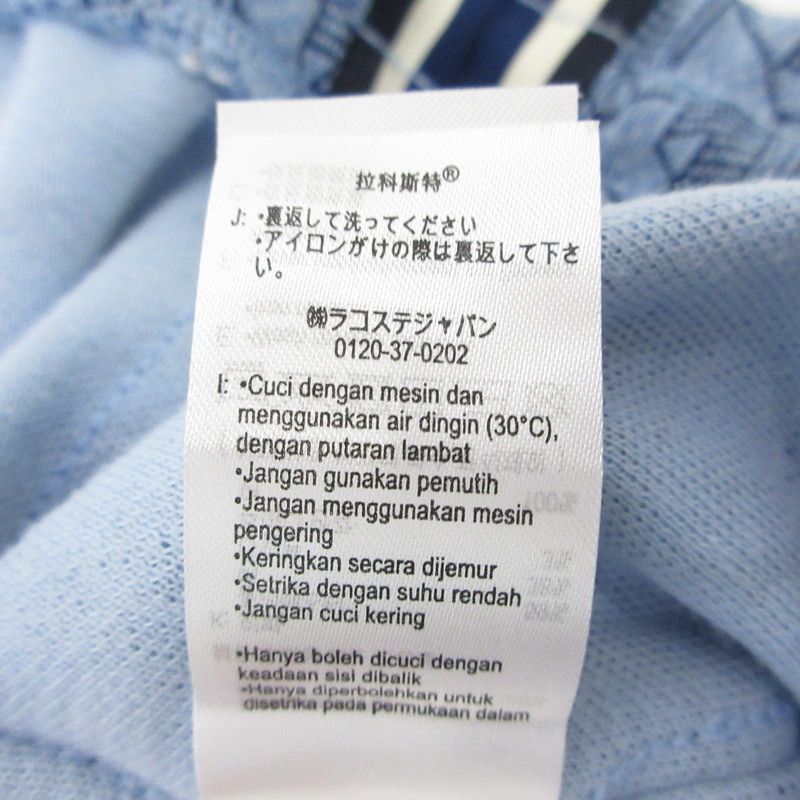 拉科斯特®
J: •裏返して洗ってください
•アイロンがけの際は裏返して下さ
い。
㈱ラコステジャパン
0120-37-0202
I: •Cuci dengan mesin dan
menggunakan air dingin (30°C),
dengan putaran lambat
•Jangan gunakan pemutih
•Jangan menggunakan mesin
pengering
•Keringkan secara dijemur
•Setrika dengan suhu rendah
•Jangan cuci kering
•Hanya boleh dicuci dengan
keadaan sisi dibalik
•Hanya diperbolehkan untuk
disetrika pada permukaan dalam